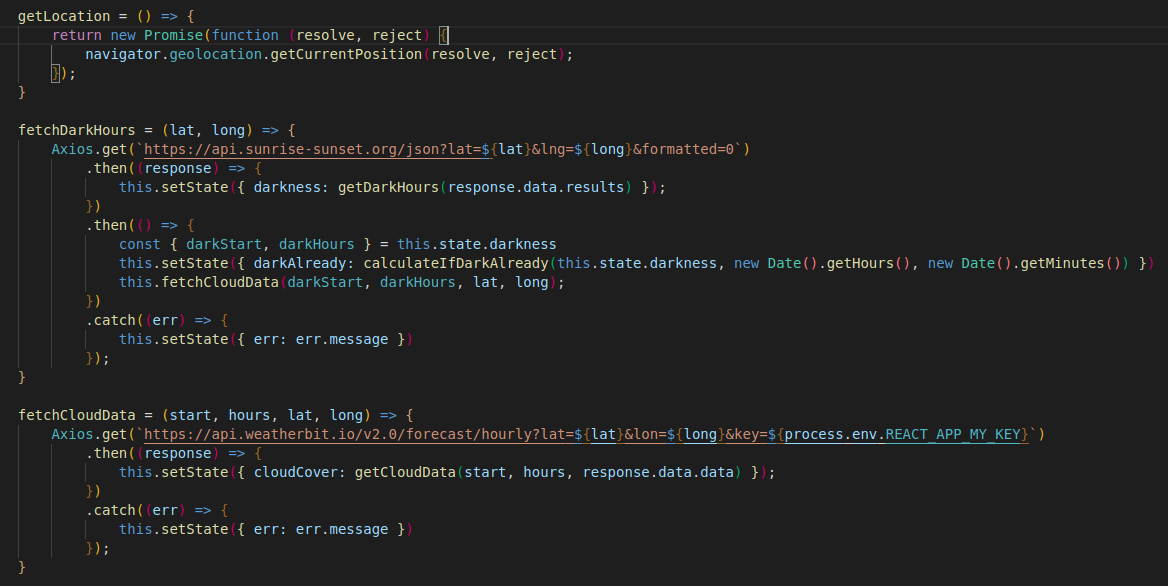 getLocation = () => {
    return new Promise(function (resolve, reject) {
        navigator.geolocation.getCurrentPosition(resolve, reject);
    });
}

fetchDarkHours = (lat, long) => {
    Axios.get(`https://api.sunrise-sunset.org/json?lat=${lat}&lng=${long}&formatted=0`)
        .then((response) => {
            this.setState({ darkness: getDarkHours(response.data.results) });
        })
        .then(() => {
            const { darkStart, darkHours } = this.state.darkness
            this.setState({ darkAlready: calculateIfDarkAlready(this.state.darkness, new Date().getHours(), new Date().getMinutes()) })
            this.fetchCloudData(darkStart, darkHours, lat, long);
        })
        .catch((err) => {
            this.setState({ err: err.message })
        });
}

fetchCloudData = (start, hours, lat, long) => {
    Axios.get(`https://api.weatherbit.io/v2.0/forecast/hourly?lat=${lat}&lon=${long}&key=${process.env.REACT_APP_MY_KEY}`)
        .then((response) => {
            this.setState({ cloudCover: getCloudData(start, hours, response.data.data) });
        })
        .catch((err) => {
            this.setState({ err: err.message })
        });
}